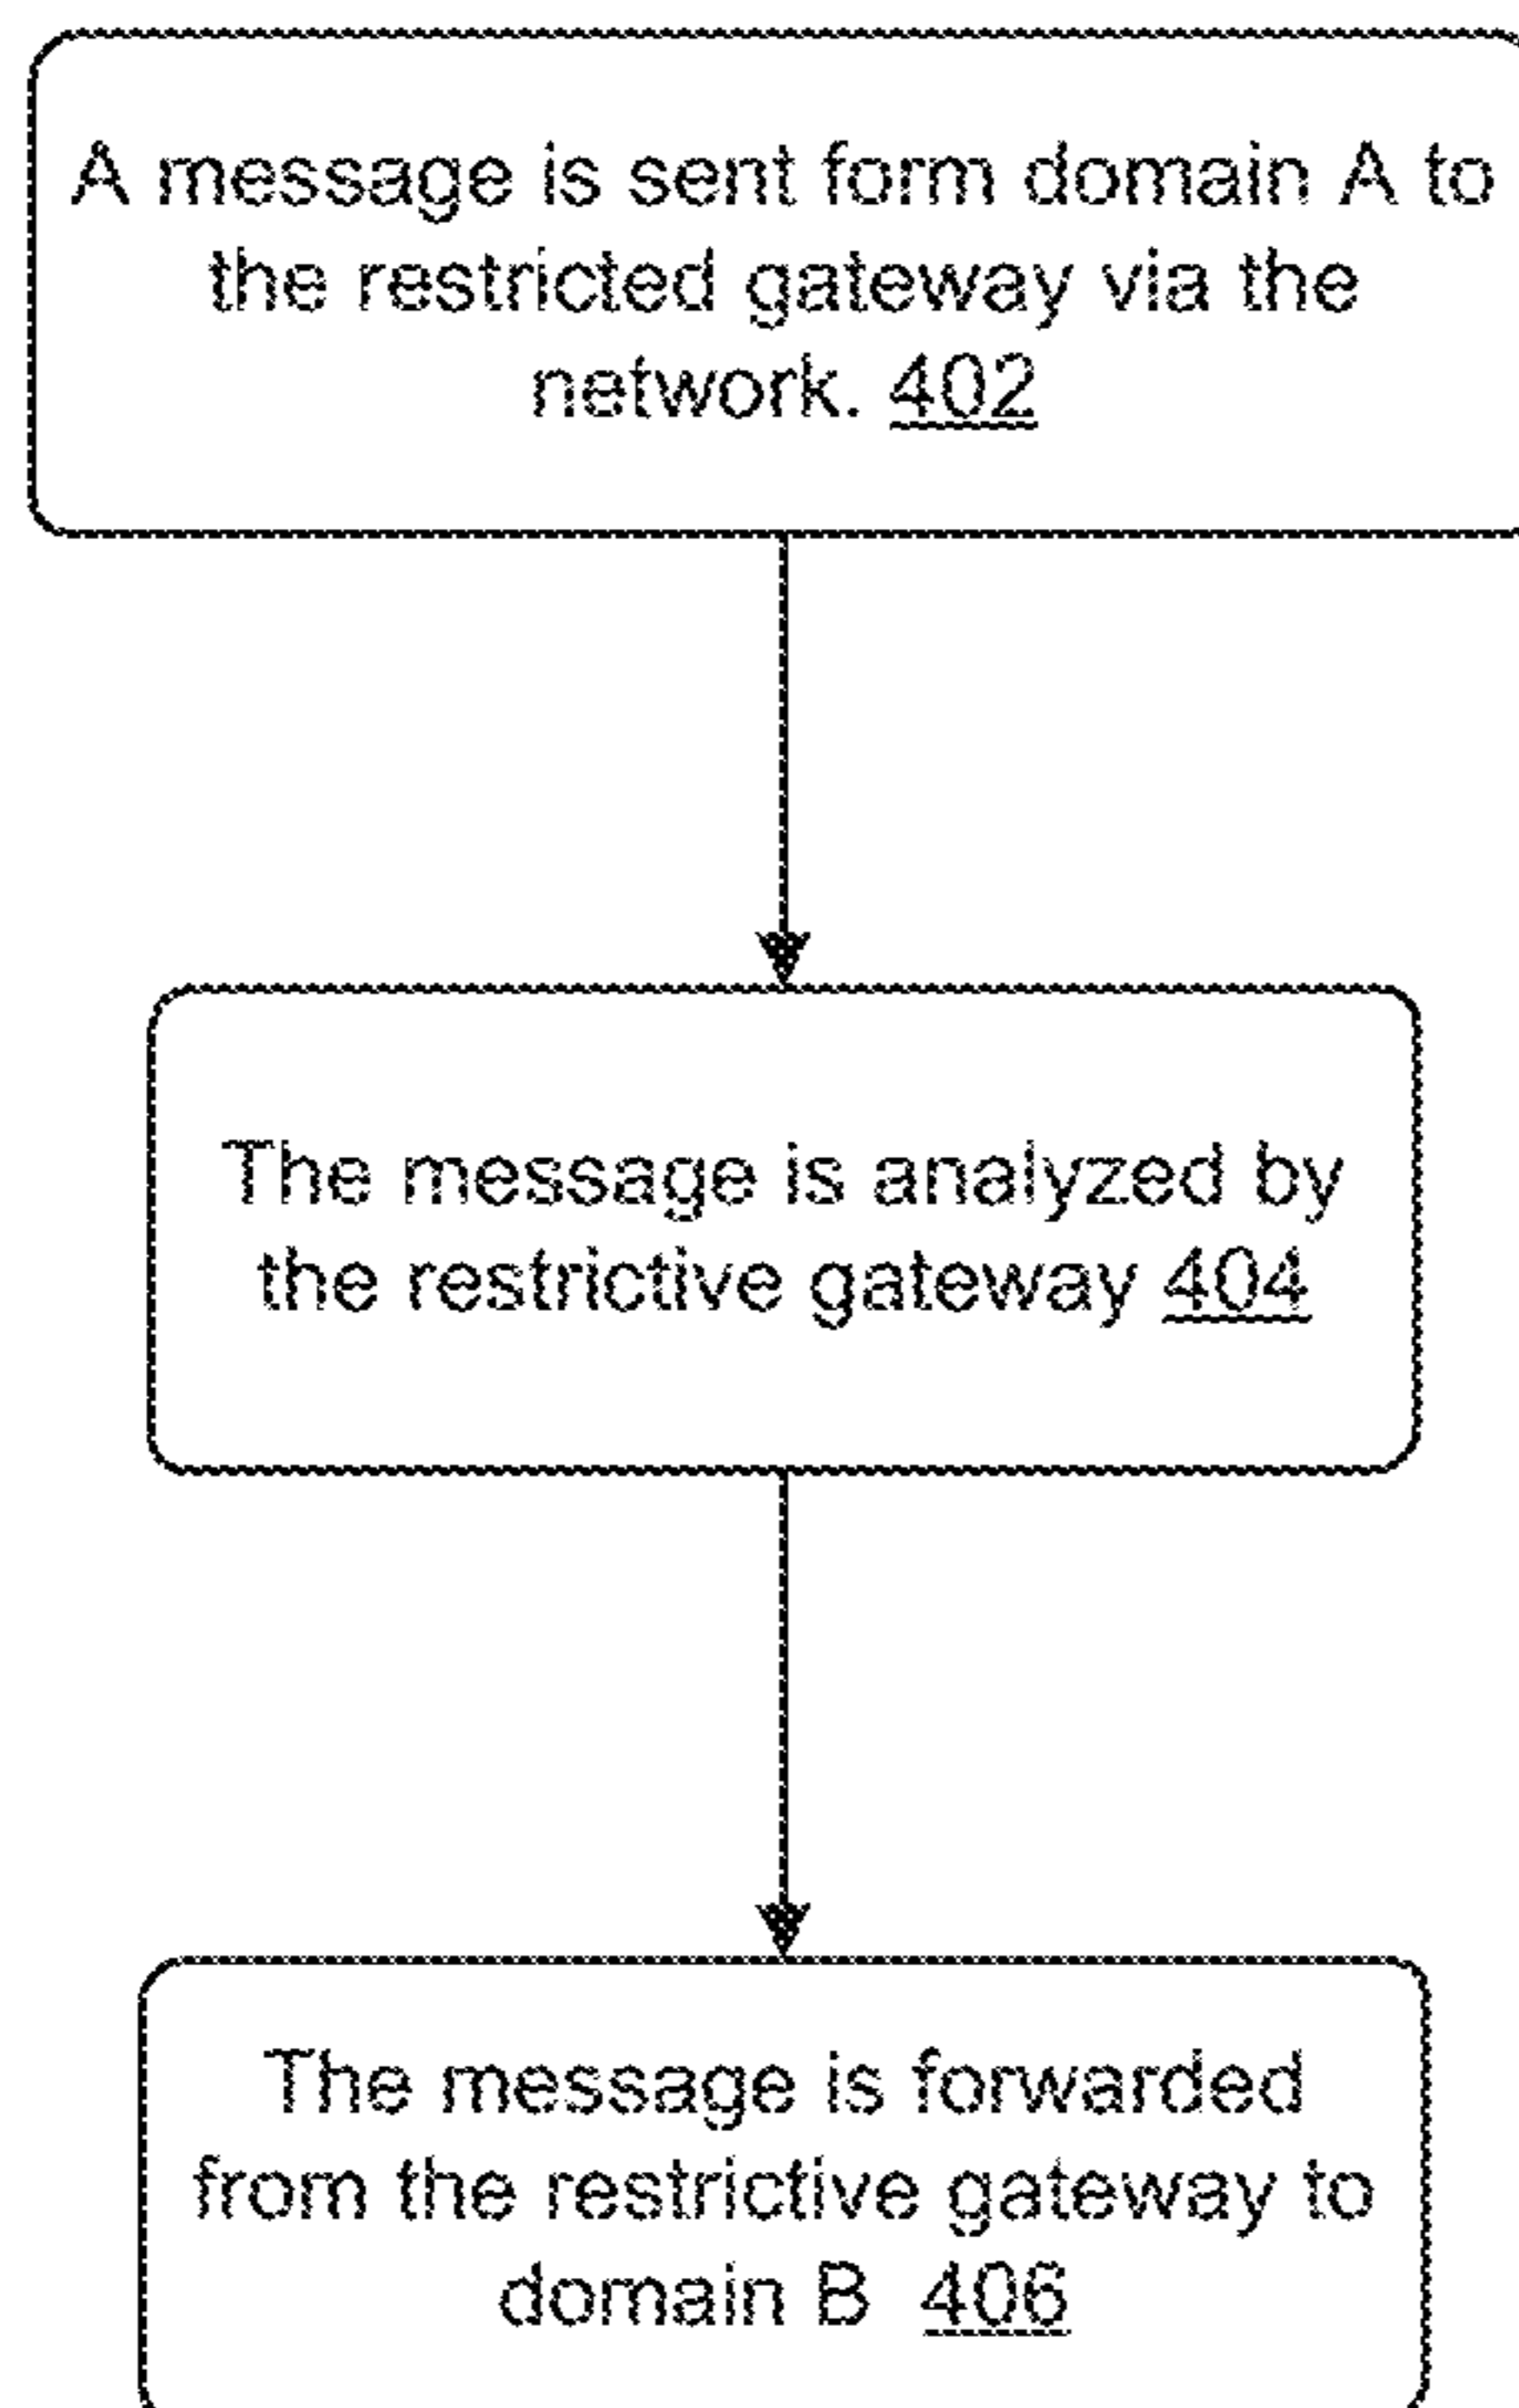 A message is sent form domain A to
the restricted gateway via the
network. 402
The message is analyzed by
the restrictive gateway 404
The message is forwarded
from the restrictive gateway to
domain B 406